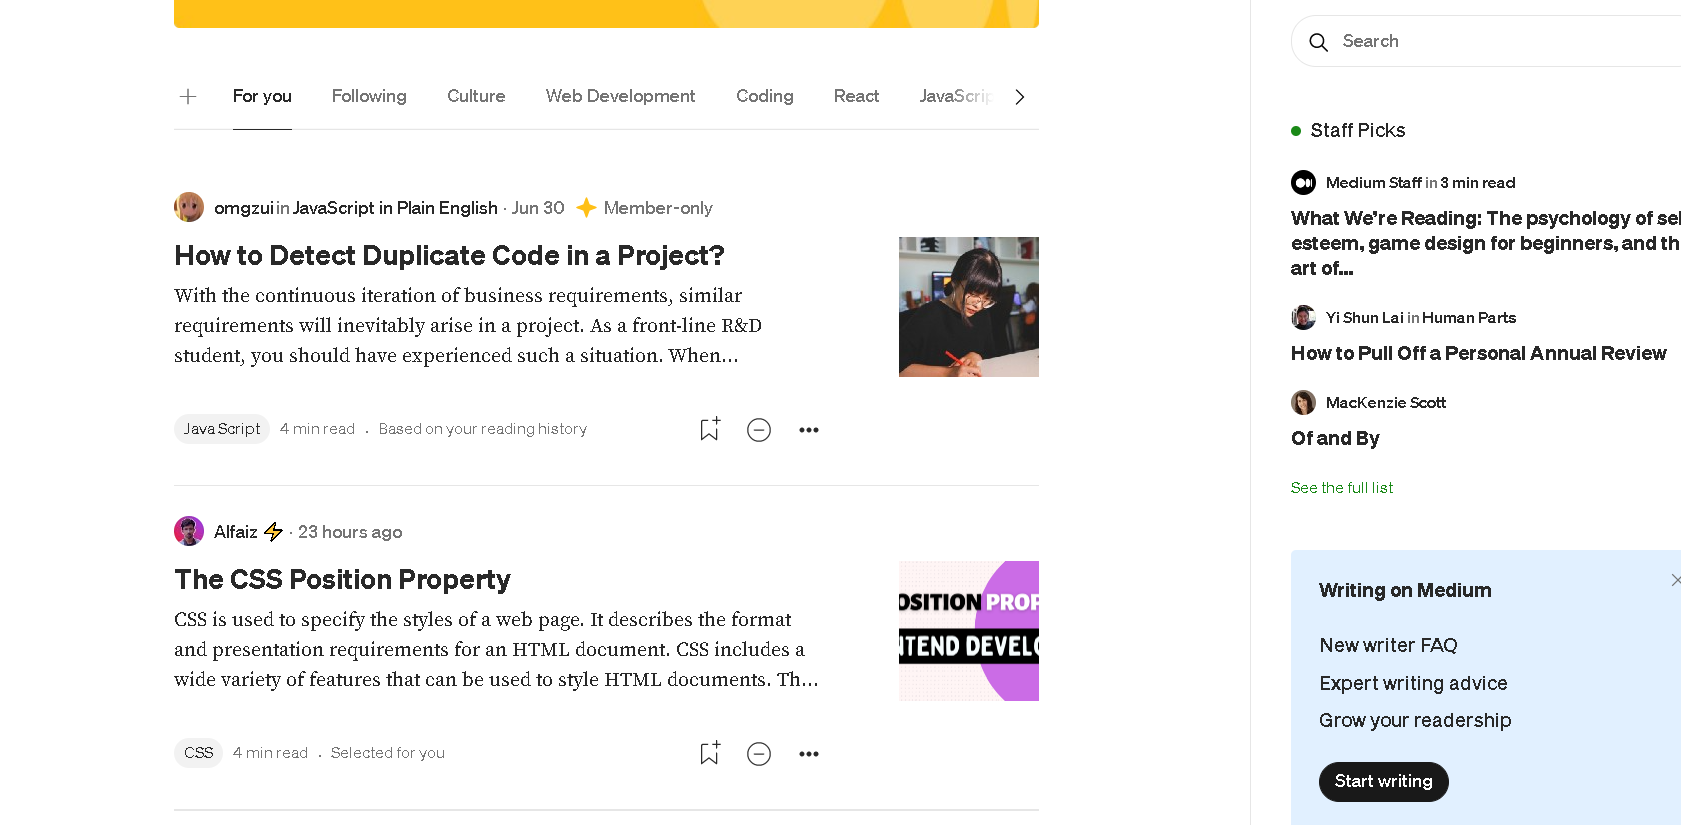 For you
Following
Culture
Web Development
Coding
React
JavaScrip
omgzui in JavaScript in Plain English · Jun 30 Member-only
How to Detect Duplicate Code in a Project?
With the continuous iteration of business requirements, similar
requirements will inevitably arise in a project. As a front-line R&D
student, you should have experienced such a situation. When...
JavaScript 4 min read · Based on your reading history
Alfaiz · 23 hours ago
The CSS Position Property
CSS is used to specify the styles of a web page. It describes the format
and presentation requirements for an HTML document. CSS includes a
wide variety of features that can be used to style HTML documents. Th...
OSITION PROP
NTEND DEVELO
CSS 4 min read · Selected for you
Search
Staff Picks
Medium Staff in 3 min read
What We're Reading: The psychology of sel
esteem, game design for beginners, and th
art of...
Yi Shun Lai in Human Parts
How to Pull Off a Personal Annual Review
MacKenzie Scott
Of and By
See the full list
Writing on Medium
New writer FAQ
Expert writing advice
Grow your readership
Start writing